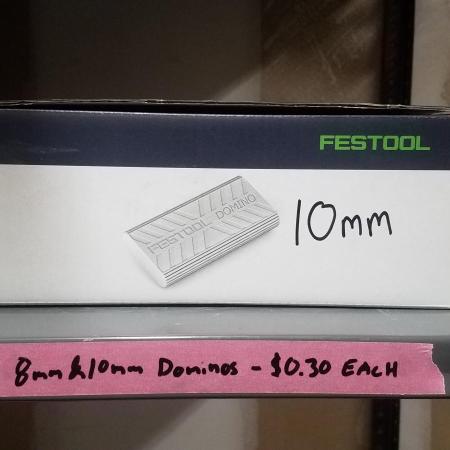 FESTOOL
FESTOOL DOMINO
10mm
8mm & 10mm Dominos - $0.30 EACH